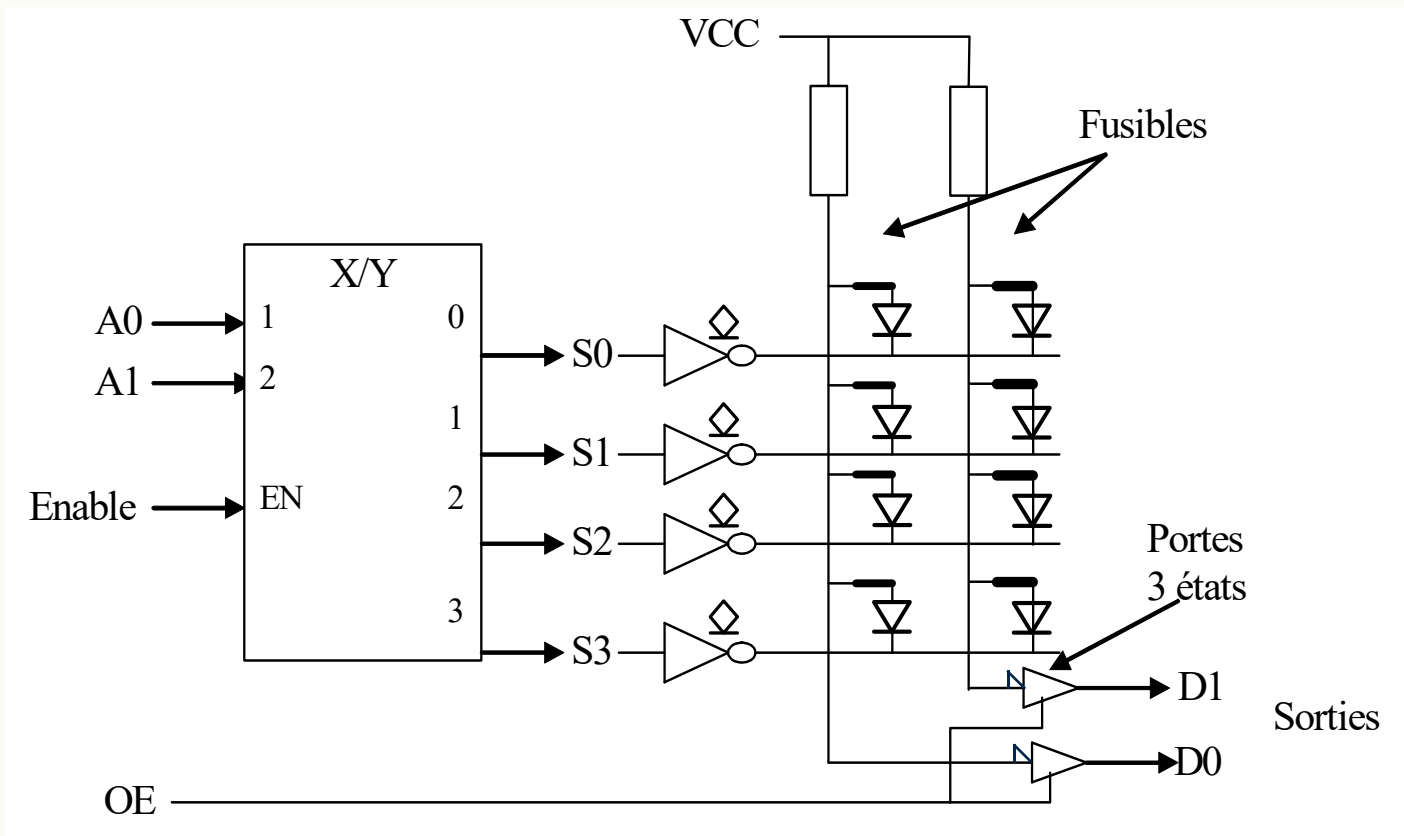 VCC
Fusibles
X/Y
A0
1
0
S0
A1
2
1
S1
Enable
EN
2
S2
Portes
3 états
3
S3
D1
Sorties
D0
OE